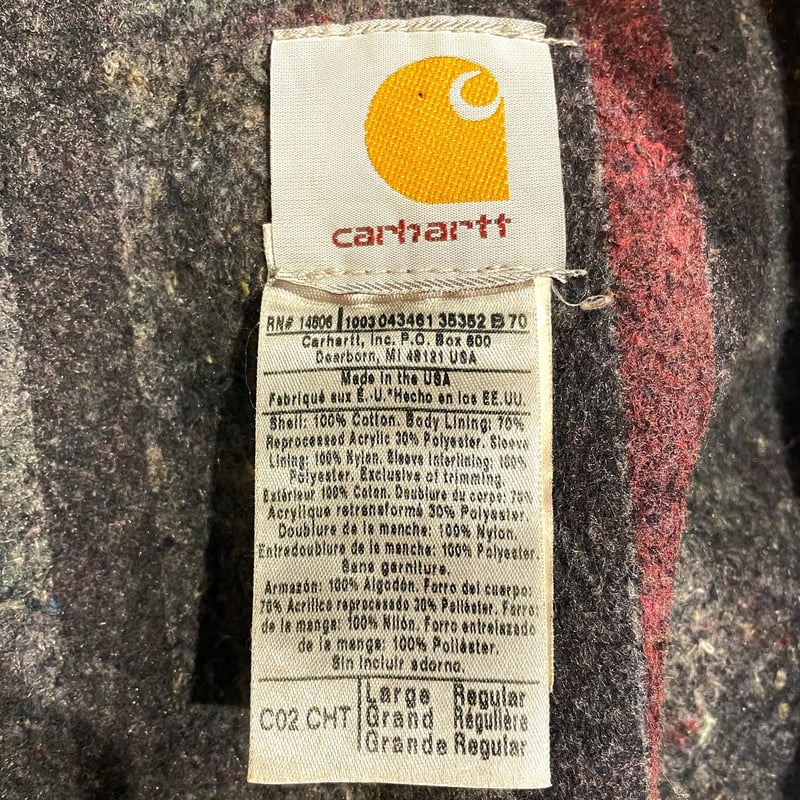 carhartt
RN# 14806 1003 043461 35352 B 70
Carhartt, Inc. P.O. Box 600
Dearborn, MI 48121 USA
Made in the USA
Fabriqué aux É.-U.*Hecho en los EE.UU.
Shell: 100% Cotton. Body Lining: 70%
Reprocessed Acrylic 30% Polyester. Sleeve
Lining: 100% Nylon. Sleeve Interlining: 100%
Polyester. Exclusive of trimming.
Extérieur 100% Coton. Doublure du corps: 70%
Acrylique retransformé 30% Polyester.
Doublure de la manche: 100% Nylon.
Entredoublure de la manche: 100% Polyester.
Sans garniture.
Armazón: 100% Algodón. Forro del cuerpo:
70% Acrílico reprocesado 30% Poliéster. Forro
de la manga: 100% Nilón. Forro entrelazado
de la manga: 100% Poliéster.
Sin incluir adorno.
C02 CHT
Large Regular
Grand Régulière
Grande Regular